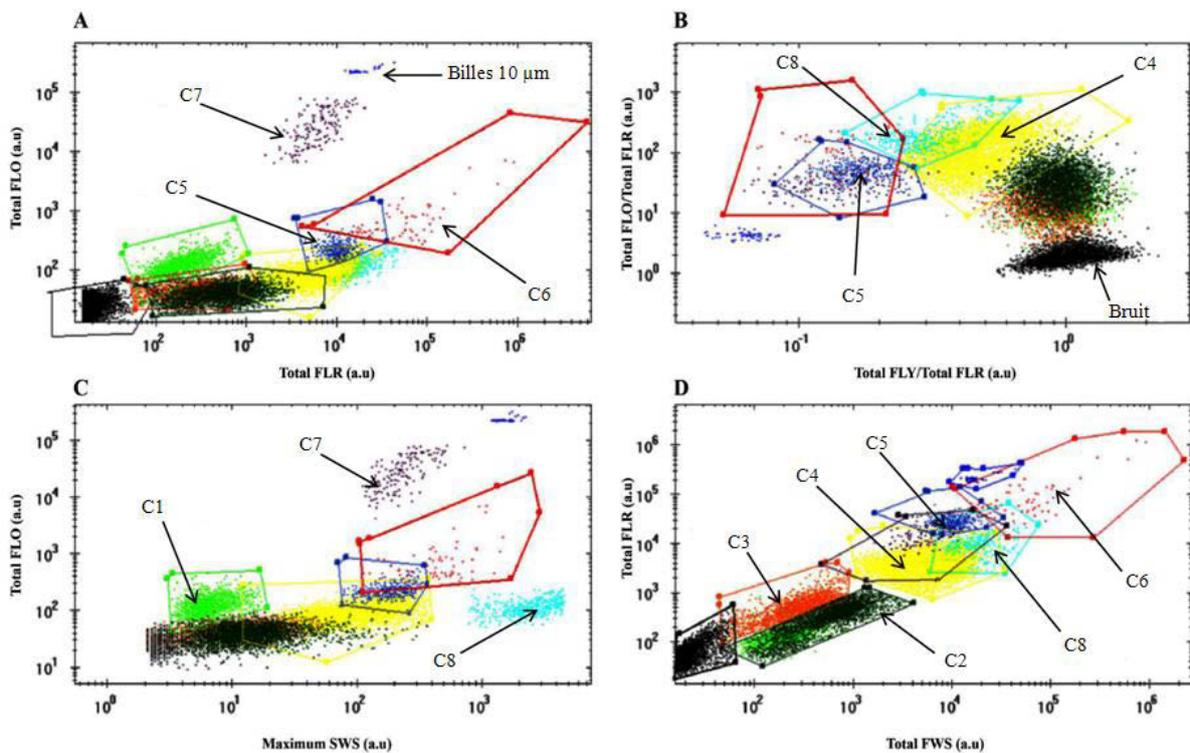 A
B
Total FLO (a.u)
10⁵
10⁴
10³
10²
C7
Billes 10 µm
C5
C6
10²
10³
10⁴
10⁵
10⁶
Total FLR (a.u)
Total FLO/Total FLR (a.u)
10³
10²
10¹
10⁰
C8
C4
C5
Bruit
10⁻¹
10⁰
Total FLY/Total FLR (a.u)
C
D
Total FLO (a.u)
10⁵
10⁴
10³
10²
10¹
C7
C1
C8
10⁰
10¹
10²
10³
Maximum SWS (a.u)
Total FLR (a.u)
10⁶
10⁵
10⁴
10³
10²
C5
C4
C3
C6
C8
C2
10²
10³
10⁴
10⁵
10⁶
Total FWS (a.u)